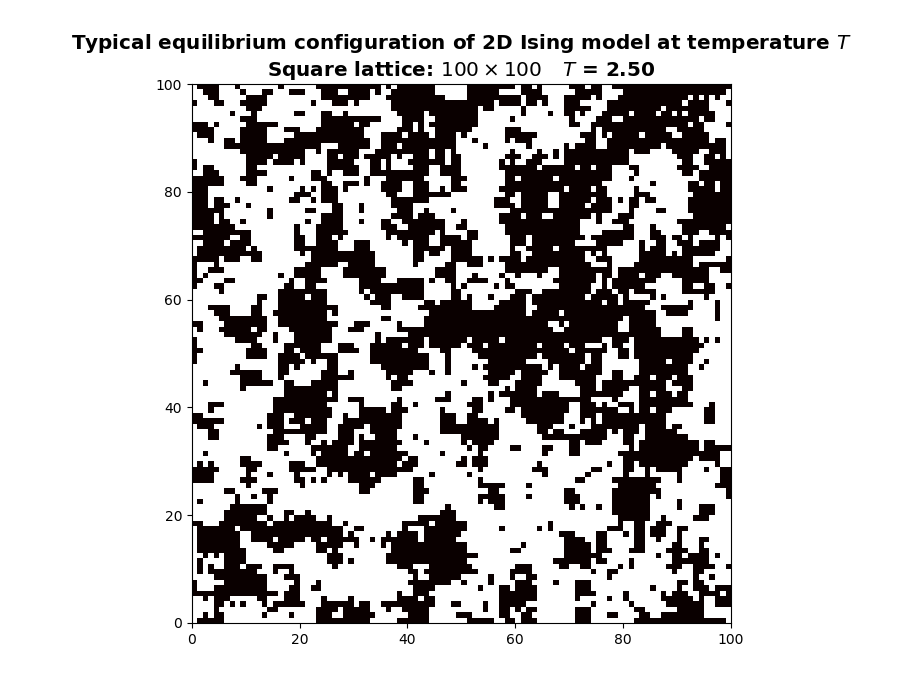 Typical equilibrium configuration of 2D Ising model at temperature T
Square lattice: 100 × 100 T = 2.50
100
80
60
40
20
0
0 20 40 60 80 100